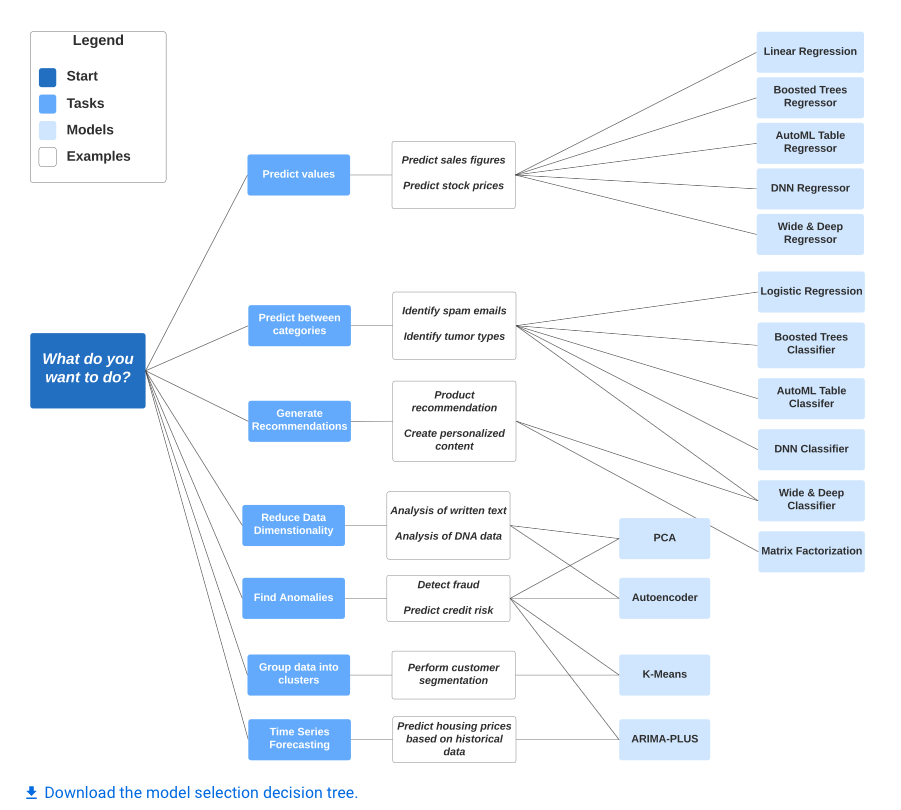 Legend
Start
Tasks
Models
Examples
What do you
want to do?
Predict values
Predict sales figures
Predict stock prices
Linear Regression
Boosted Trees
Regressor
AutoML Table
Regressor
DNN Regressor
Wide & Deep
Regressor
Predict between
categories
Identify spam emails
Identify tumor types
Logistic Regression
Boosted Trees
Classifier
AutoML Table
Classifer
DNN Classifier
Wide & Deep
Classifier
Generate
Recommendations
Product
recommendation
Create personalized
content
Matrix Factorization
Reduce Data
Dimenstionality
Analysis of written text
Analysis of DNA data
PCA
Find Anomalies
Detect fraud
Predict credit risk
Autoencoder
Group data into
clusters
Perform customer
segmentation
K-Means
Time Series
Forecasting
Predict housing prices
based on historical
data
ARIMA-PLUS
Download the model selection decision tree.